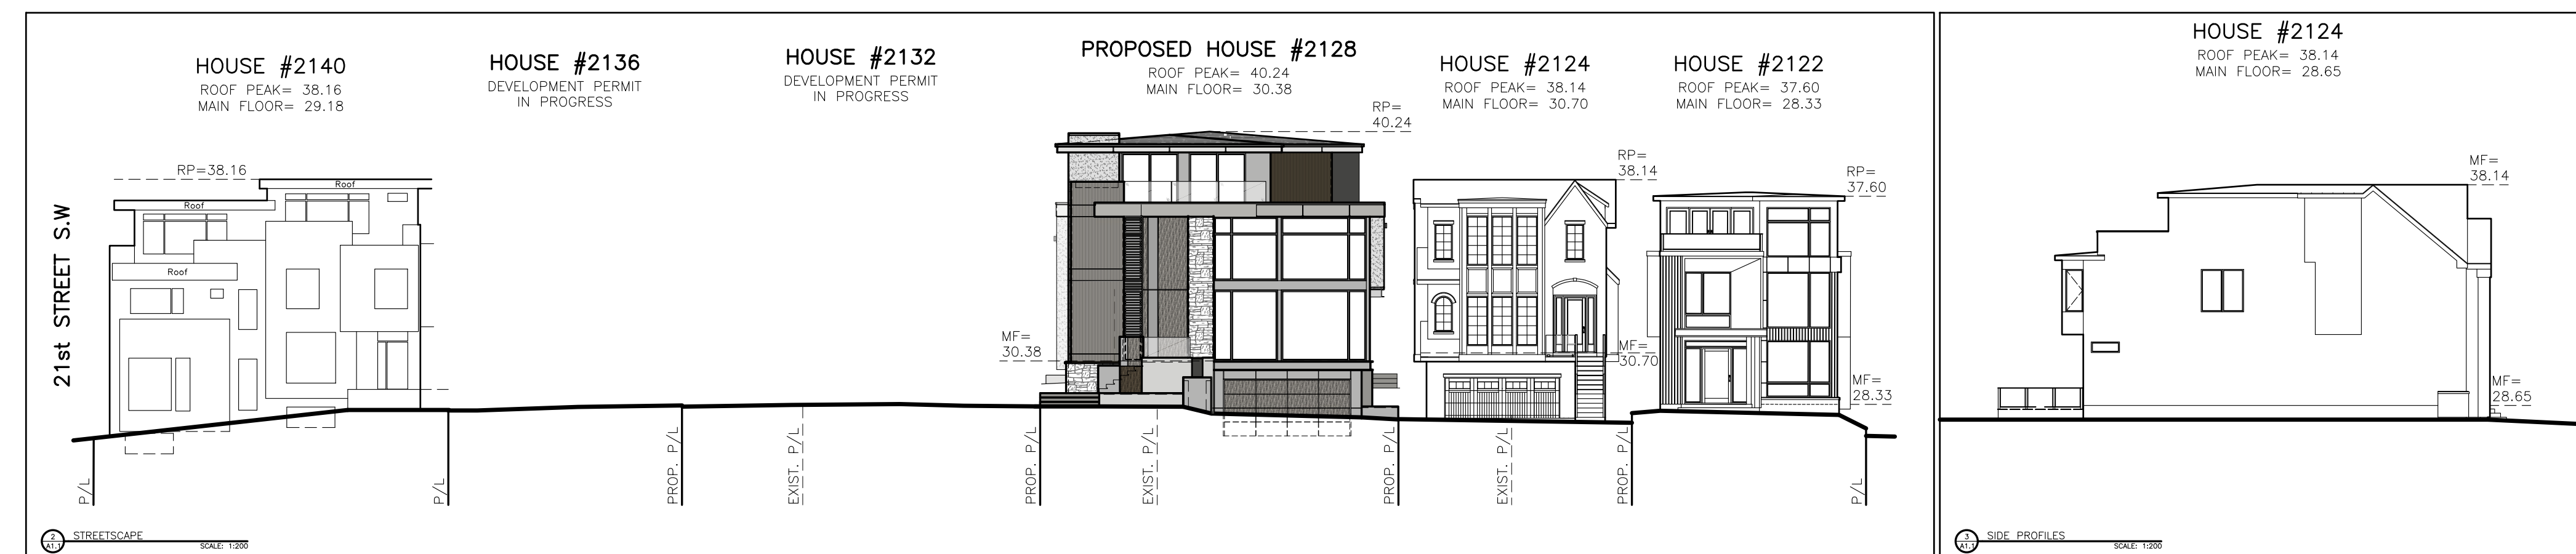 HOUSE #2140
ROOF PEAK= 38.16
MAIN FLOOR= 29.18
HOUSE #2136
DEVELOPMENT PERMIT
IN PROGRESS
HOUSE #2132
DEVELOPMENT PERMIT
IN PROGRESS
PROPOSED HOUSE #2128
ROOF PEAK= 40.24
MAIN FLOOR= 30.38
HOUSE #2124
ROOF PEAK= 38.14
MAIN FLOOR= 30.70
HOUSE #2122
ROOF PEAK= 37.60
MAIN FLOOR= 28.33
21st STREET S.W
RP=38.16
Roof
Roof
Roof
RP=
40.24
MF=
30.38
RP=
38.14
MF=
30.70
RP=
37.60
MF=
28.33
P/L
P/L
PROP. P/L
EXIST. P/L
PROP. P/L
EXIST. P/L
PROP. P/L
EXIST. P/L
PROP. P/L
P/L
2
A1.1
STREETSCAPE
SCALE: 1:200
HOUSE #2124
ROOF PEAK= 38.14
MAIN FLOOR= 28.65
MF=
38.14
MF=
28.65
3
A1.1
SIDE PROFILES
SCALE: 1:200